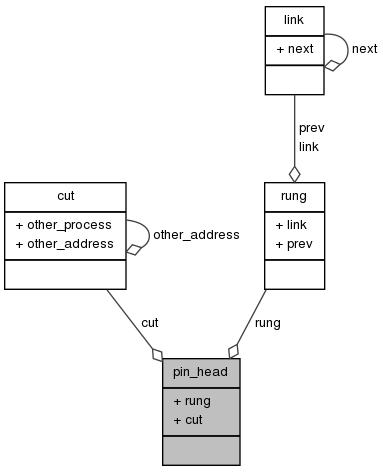 link
+ next
next
prev
link
cut
+ other_process
+ other_address
other_address
rung
+ link
+ prev
cut
rung
pin_head
+ rung
+ cut